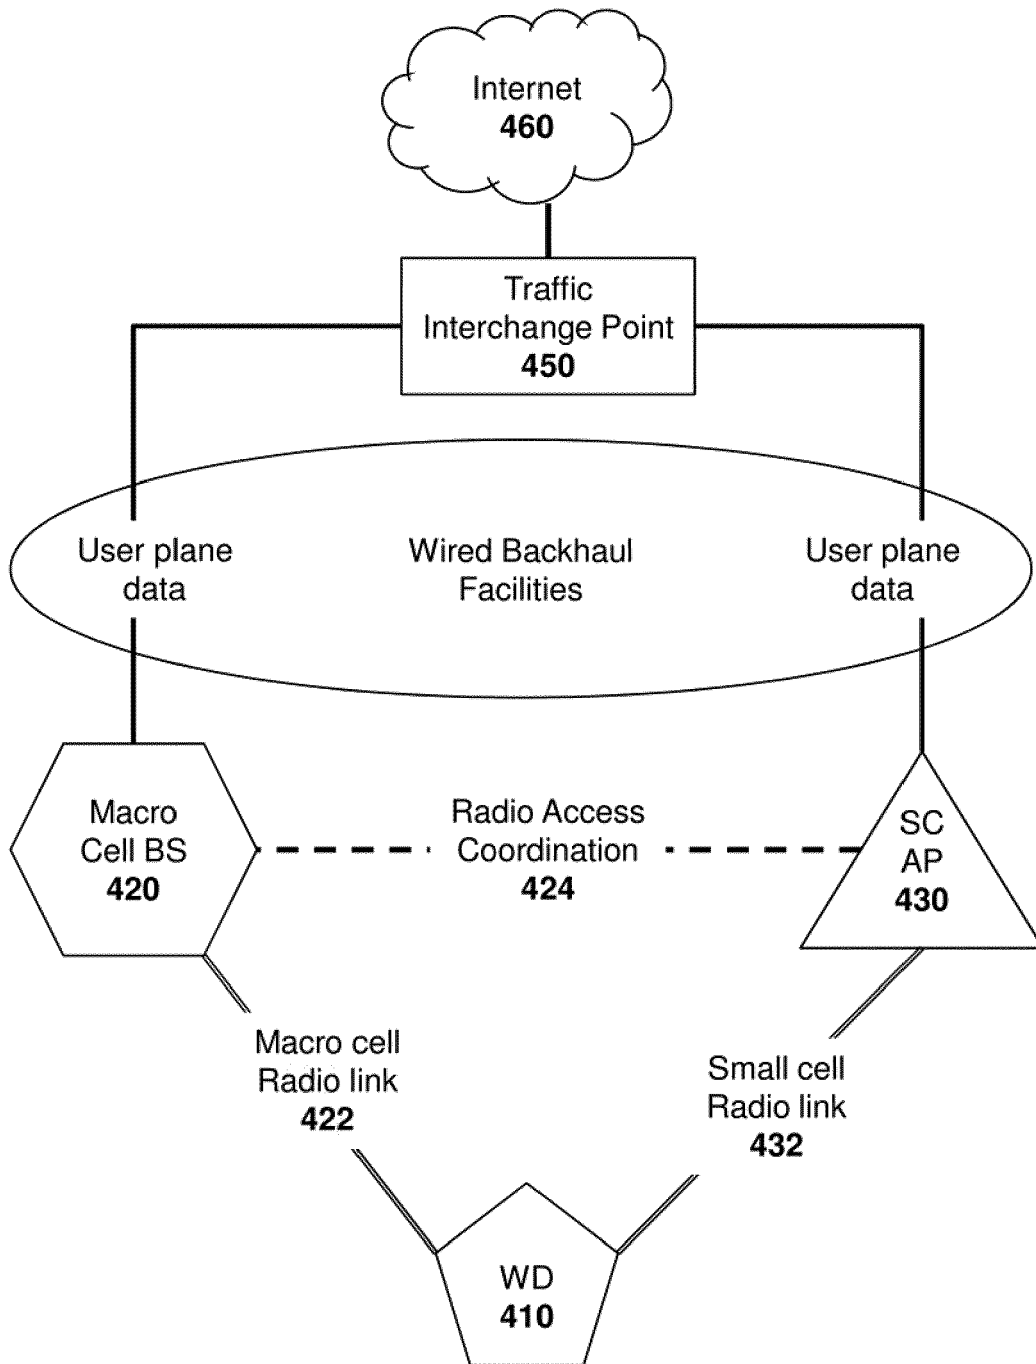 Internet
460
Traffic
Interchange Point
450
User plane
data
Wired Backhaul
Facilities
User plane
data
Macro
Cell BS
420
Radio Access
Coordination
424
SC
AP
430
Macro cell
Radio link
422
Small cell
Radio link
432
WD
410